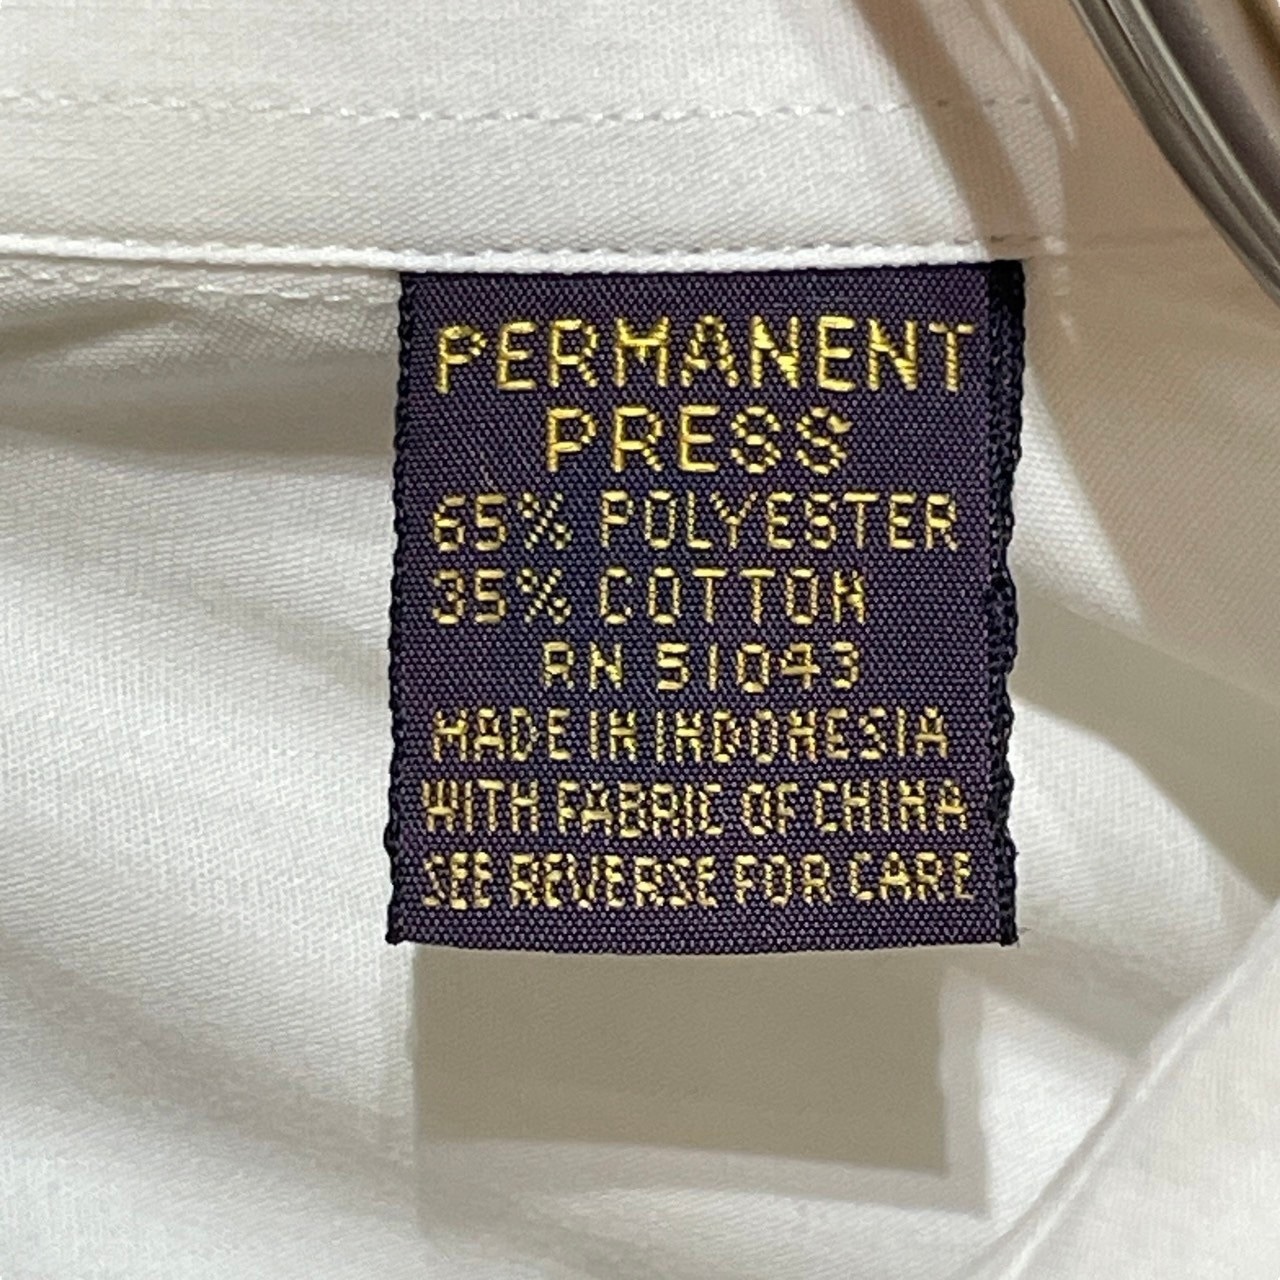 PERMANENT
PRESS
65% POLYESTER
35% COTTON
RN 51043
MADE IN INDONESIA
WITH FABRIC OF CHINA
SEE REVERSE FOR CARE